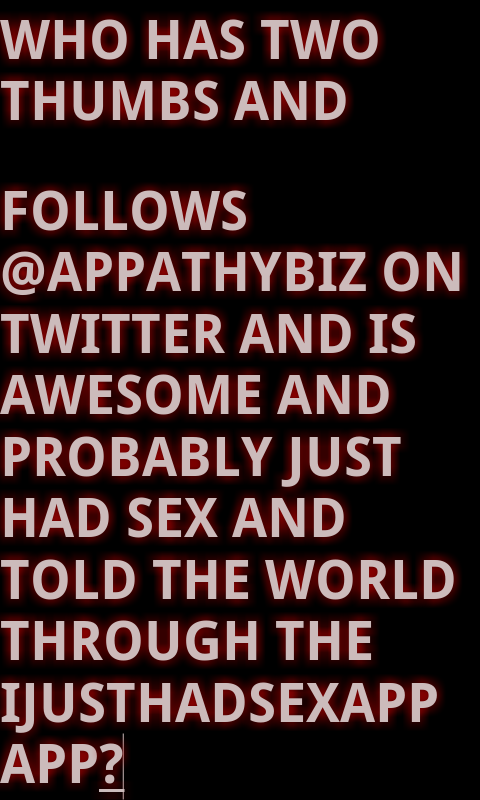 WHO HAS TWO
THUMBS AND
FOLLOWS
@APPATHYBIZ ON
TWITTER AND IS
AWESOME AND
PROBABLY JUST
HAD SEX AND
TOLD THE WORLD
THROUGH THE
IJUSTHADSEXAPP
APP?